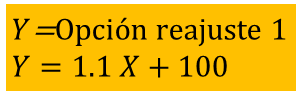 Y =Opción reajuste 1
Y = 1.1 X + 100